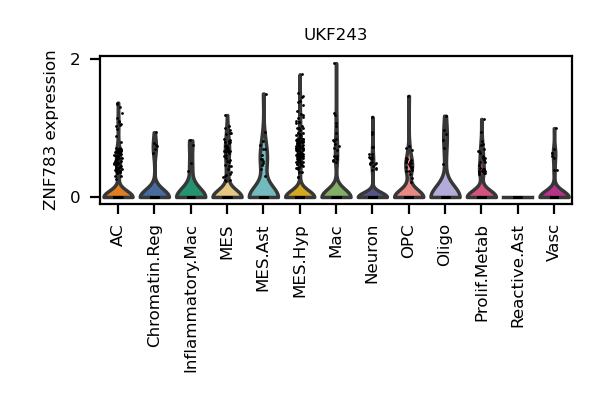 UKF243
ZNF783 expression
2
0
AC
Chromatin.Reg
Inflammatory.Mac
MES
MES.Ast
MES.Hyp
Mac
Neuron
OPC
Oligo
Prolif.Metab
Reactive.Ast
Vasc